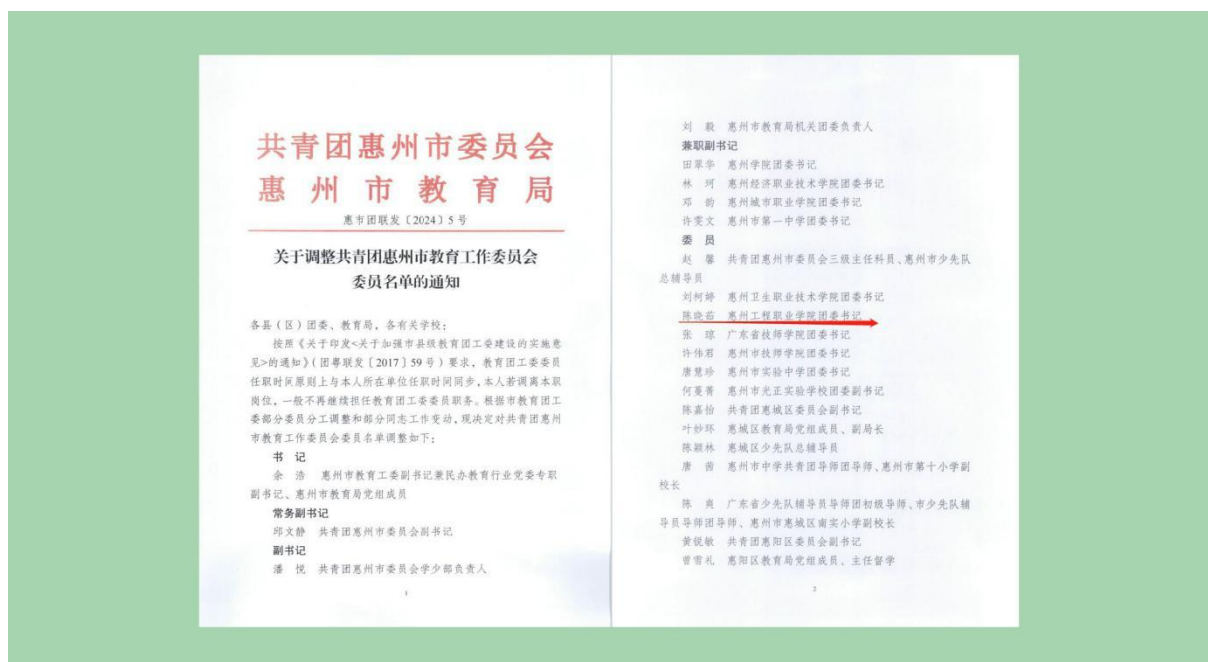 共青团惠州市委员会
惠州市教育局
惠市团联发〔2024〕5号
关于调整共青团惠州市教育工作委员会
委员名单的通知
各县（区）团委、教育局，各有关学校：
按照《关于印发<关于加强市县级教育团工委建设的实施意
见>的通知》（团粤联发〔2017〕59号）要求，教育团工委委员
任职时间原则上与本人所在单位任职时间同步，本人若调离本职
岗位，一般不再继续担任教育团工委委员职务。根据市教育团工
委部分委员分工调整和部分同志工作变动，现决定对共青团惠州
市教育工作委员会委员名单调整如下：
书 记
余 浩 惠州市教育工委副书记兼民办教育行业党委专职
副书记、惠州市教育局党组成员
常务副书记
邱文静 共青团惠州市委员会副书记
副书记
潘 悦 共青团惠州市委员会学少部负责人
1
刘 毅 惠州市教育局机关团委负责人
兼职副书记
田翠华 惠州学院团委书记
林 珂 惠州经济职业技术学院团委书记
邓 韵 惠州城市职业学院团委书记
许雯文 惠州市第一中学团委书记
委 员
赵 馨 共青团惠州市委员会三级主任科员、惠州市少先队
总辅导员
刘柯婷 惠州卫生职业技术学院团委书记
陈晓茹 惠州工程职业学院团委书记
张 琼 广东省技师学院团委书记
许伟君 惠州市技师学院团委书记
唐慧珍 惠州市实验中学团委书记
何蔓菁 惠州市光正实验学校团委副书记
陈嘉怡 共青团惠城区委员会副书记
叶妙环 惠城区教育局党组成员、副局长
陈颖林 惠城区少先队总辅导员
唐 茜 惠州市中学共青团导师团导师、惠州市第十小学副
校长
陈 爽 广东省少先队辅导员导师团初级导师、市少先队辅
导员导师团导师、惠州市惠城区南实小学副校长
黄锐敏 共青团惠阳区委员会副书记
曾雪礼 惠阳区教育局党组成员、主任督学
2